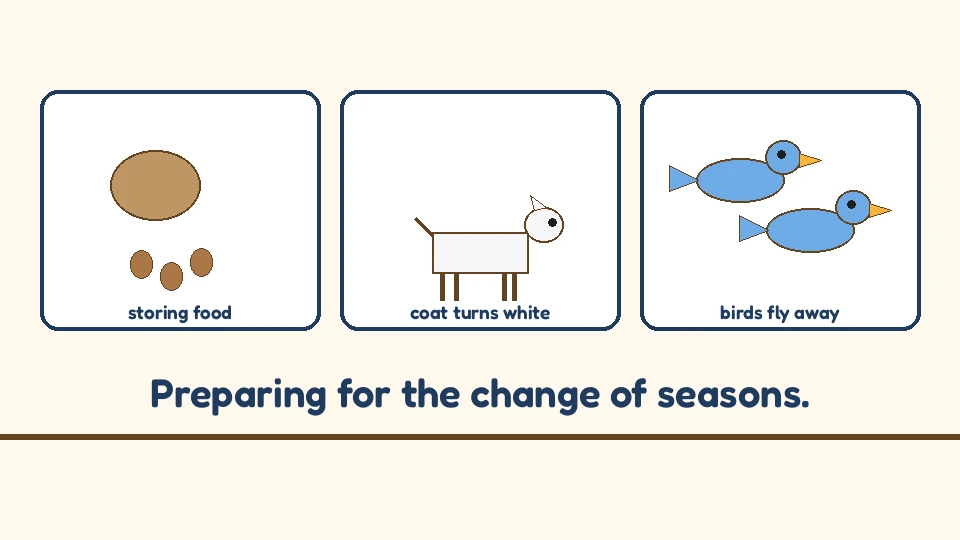 storing food
coat turns white
birds fly away
Preparing for the change of seasons.